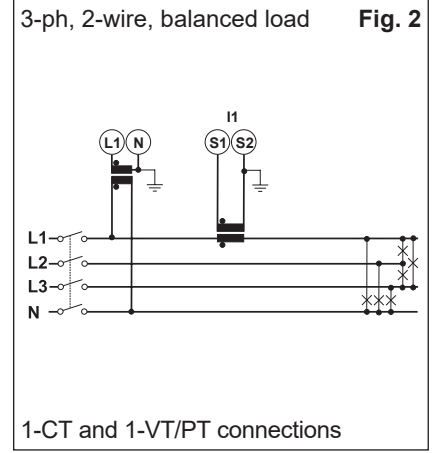 3-ph, 2-wire, balanced load Fig. 2
I1
L1 N S1 S2
L1
L2
L3
N
1-CT and 1-VT/PT connections